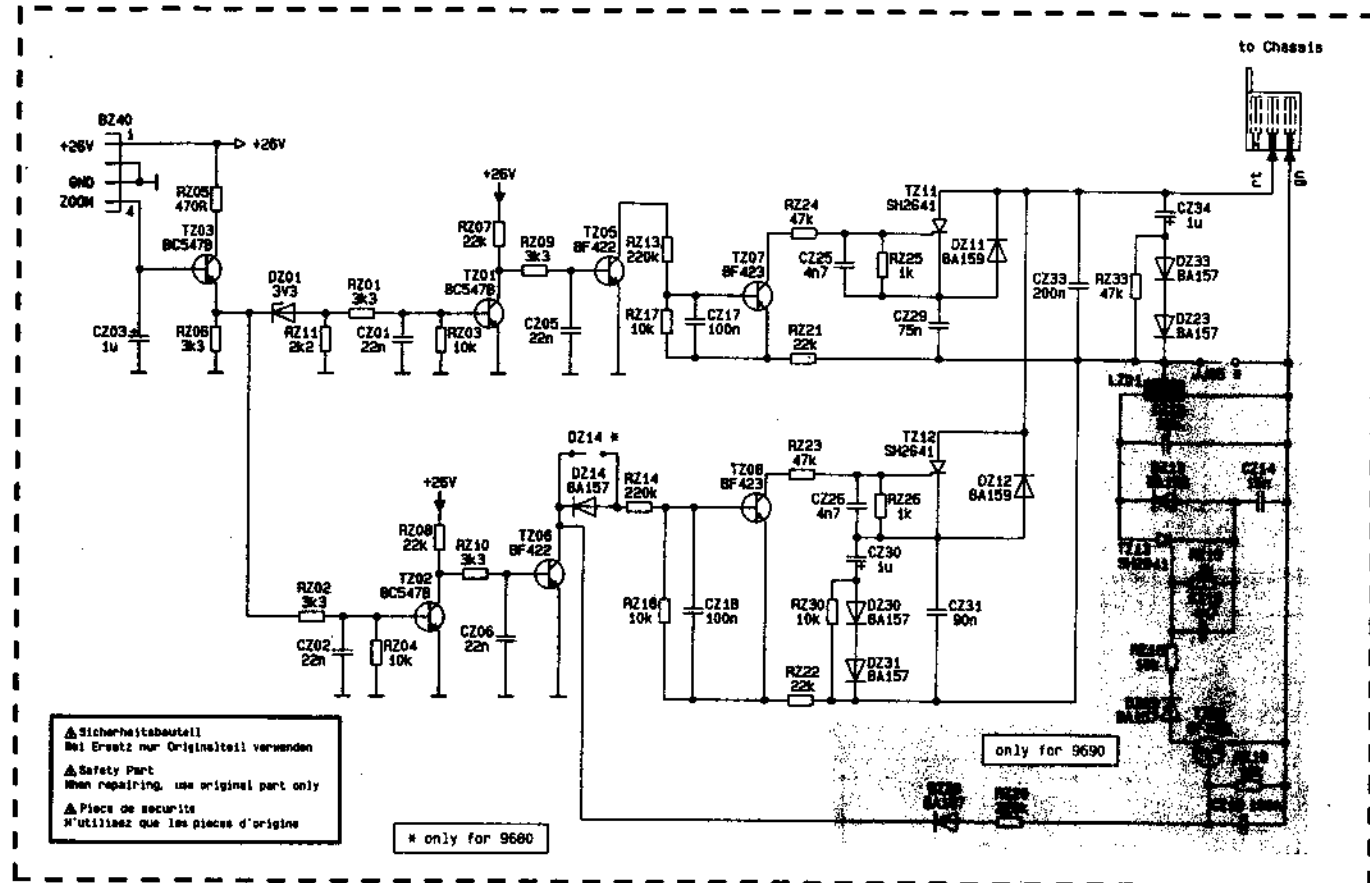 to Chassis
BZ40
1
+26V
+26V
GND
ZOOM
4
RZ05
470R
TZ03
BC547B
CZ03
1u
RZ06
3k3
DZ01
3V3
RZ11
2k2
RZ01
3k3
CZ01
22n
RZ03
10k
+26V
RZ07
22k
TZ01
BC547B
RZ09
3k3
CZ05
22n
TZ05
BF422
RZ13
220k
RZ17
10k
CZ17
100n
TZ07
BF423
RZ24
47k
RZ21
22k
CZ25
4n7
RZ25
1k
TZ11
SH2641
DZ11
BA159
CZ29
75n
CZ33
200n
RZ33
47k
CZ34
1u
DZ33
BA157
DZ23
BA157
rt
*
RZ02
3k3
CZ02
22n
RZ04
10k
+26V
RZ08
22k
TZ02
BC547B
RZ10
3k3
CZ06
22n
TZ06
BF422
DZ14 *
DZ14
BA157
RZ14
220k
RZ18
10k
CZ18
100n
TZ08
BF423
RZ23
47k
CZ26
4n7
RZ26
1k
TZ12
SH2641
DZ12
BA159
CZ30
1u
RZ30
10k
DZ30
BA157
DZ31
BA157
CZ31
90n
RZ22
22k
CZ14
TZ13
SH2641
only for 9690
* only for 9680
⚠ Sicherheitsbauteil
Bei Ersatz nur Originalteil verwenden
⚠ Safety Part
When repairing, use original part only
⚠ Piece de securite
N'utilisez que les pieces d'origine